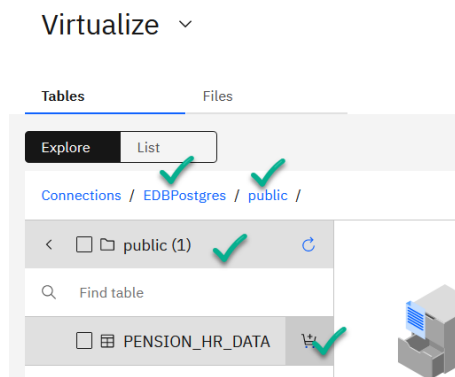 Virtualize
Tables Files
Explore List
Connections / EDBPostgres / public /
public (1)
Find table
PENSION_HR_DATA